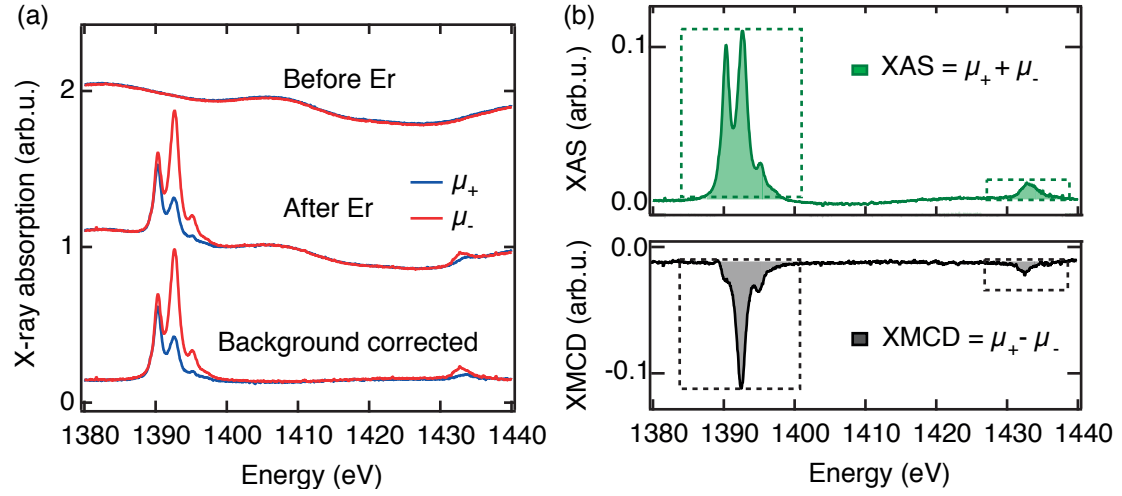 (a)
X-ray absorption (arb.u.)
2
1
0
Before Er
After Er
Background corrected
μ₊
μ₋
1380 1390 1400 1410 1420 1430 1440
Energy (eV)
(b)
XAS (arb.u.)
0.1
0.0
XAS = μ₊ + μ₋
XMCD (arb.u.)
0.0
-0.1
XMCD = μ₊ - μ₋
1380 1390 1400 1410 1420 1430 1440
Energy (eV)